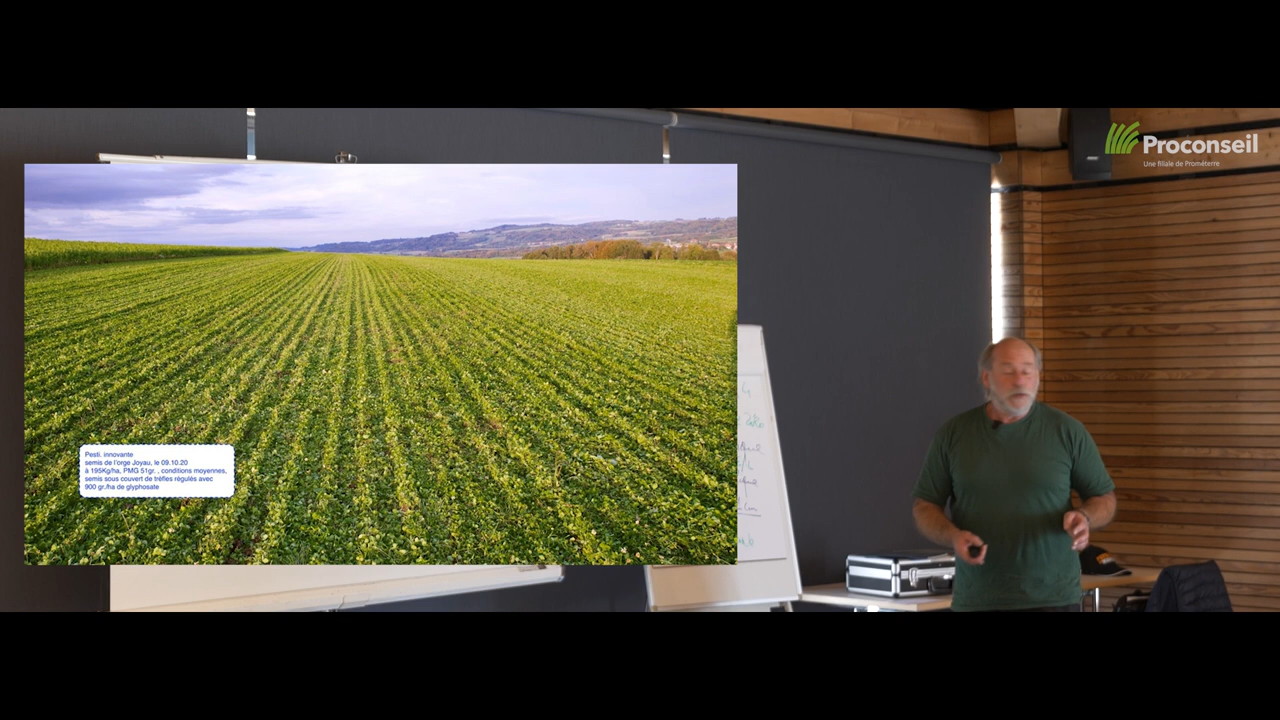 Proconseil
Une filiale de Prométerre
Pesti. innovante
semis de l'orge Joyau, le 09.10.20
à 195Kg/ha, PMG 51gr. , conditions moyennes,
semis sous couvert de trèfles régulés avec
900 gr./ha de glyphosate